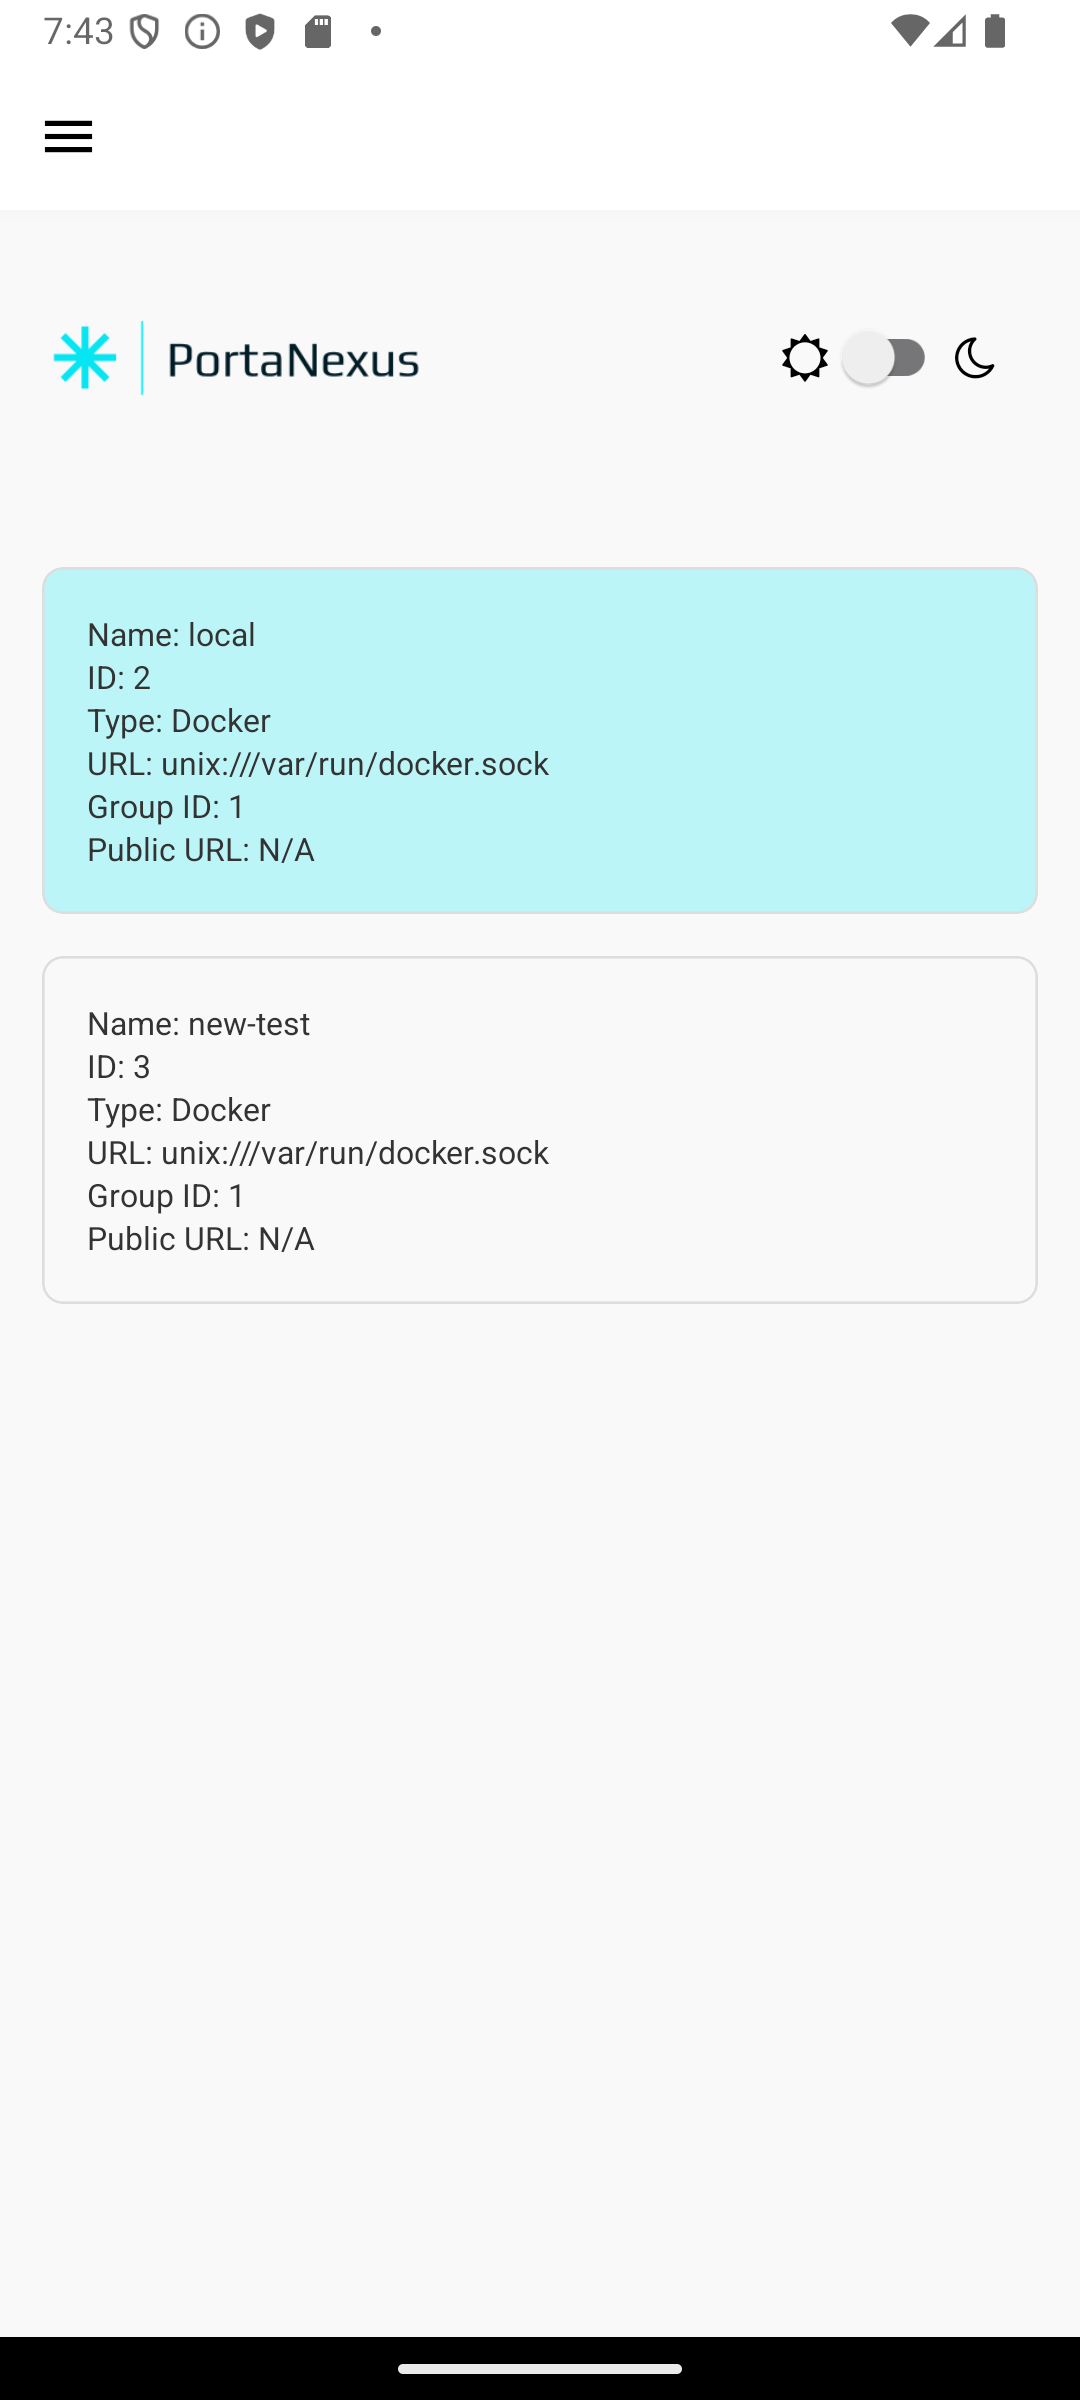 7:43
PortaNexus
Name: local
ID: 2
Type: Docker
URL: unix:///var/run/docker.sock
Group ID: 1
Public URL: N/A
Name: new-test
ID: 3
Type: Docker
URL: unix:///var/run/docker.sock
Group ID: 1
Public URL: N/A